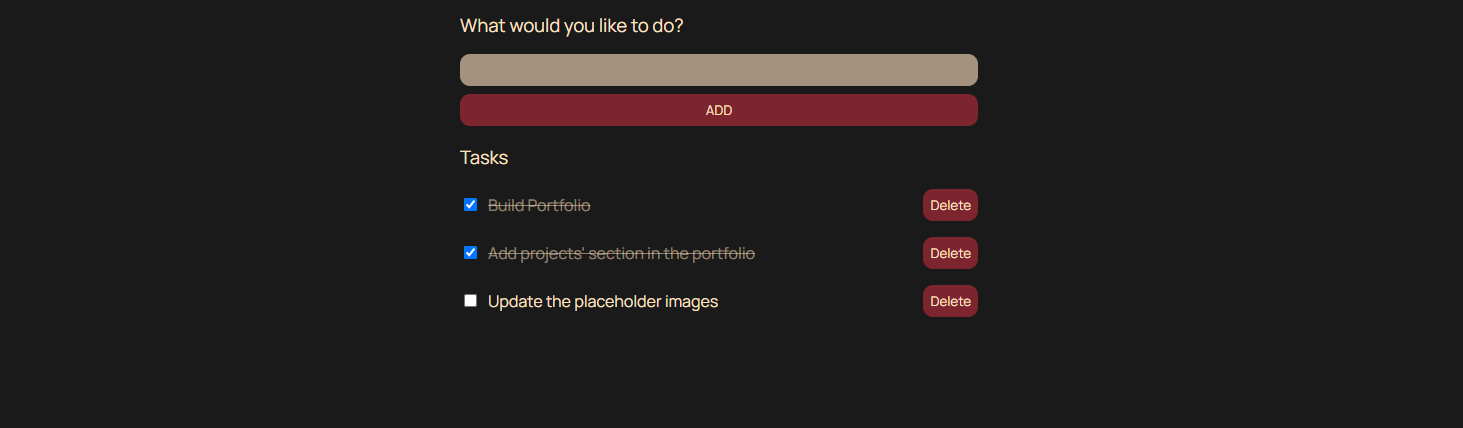 What would you like to do?
ADD
Tasks
Build Portfolio Delete
Add projects' section in the portfolio Delete
Update the placeholder images Delete